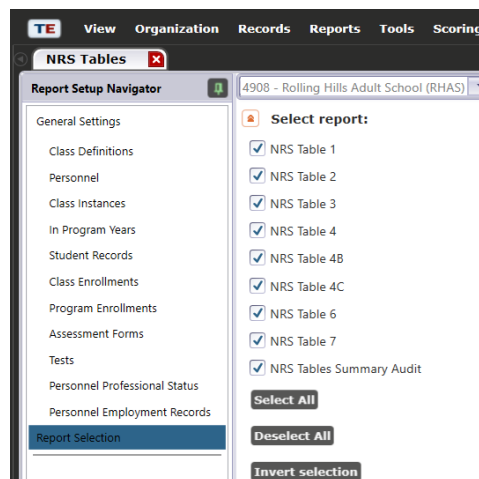 TE View Organization Records Reports Tools Scoring
NRS Tables
Report Setup Navigator
4908 - Rolling Hills Adult School (RHAS)
General Settings
Class Definitions
Personnel
Class Instances
In Program Years
Student Records
Class Enrollments
Program Enrollments
Assessment Forms
Tests
Personnel Professional Status
Personnel Employment Records
Report Selection
Select report:
NRS Table 1
NRS Table 2
NRS Table 3
NRS Table 4
NRS Table 4B
NRS Table 4C
NRS Table 6
NRS Table 7
NRS Tables Summary Audit
Select All
Deselect All
Invert selection